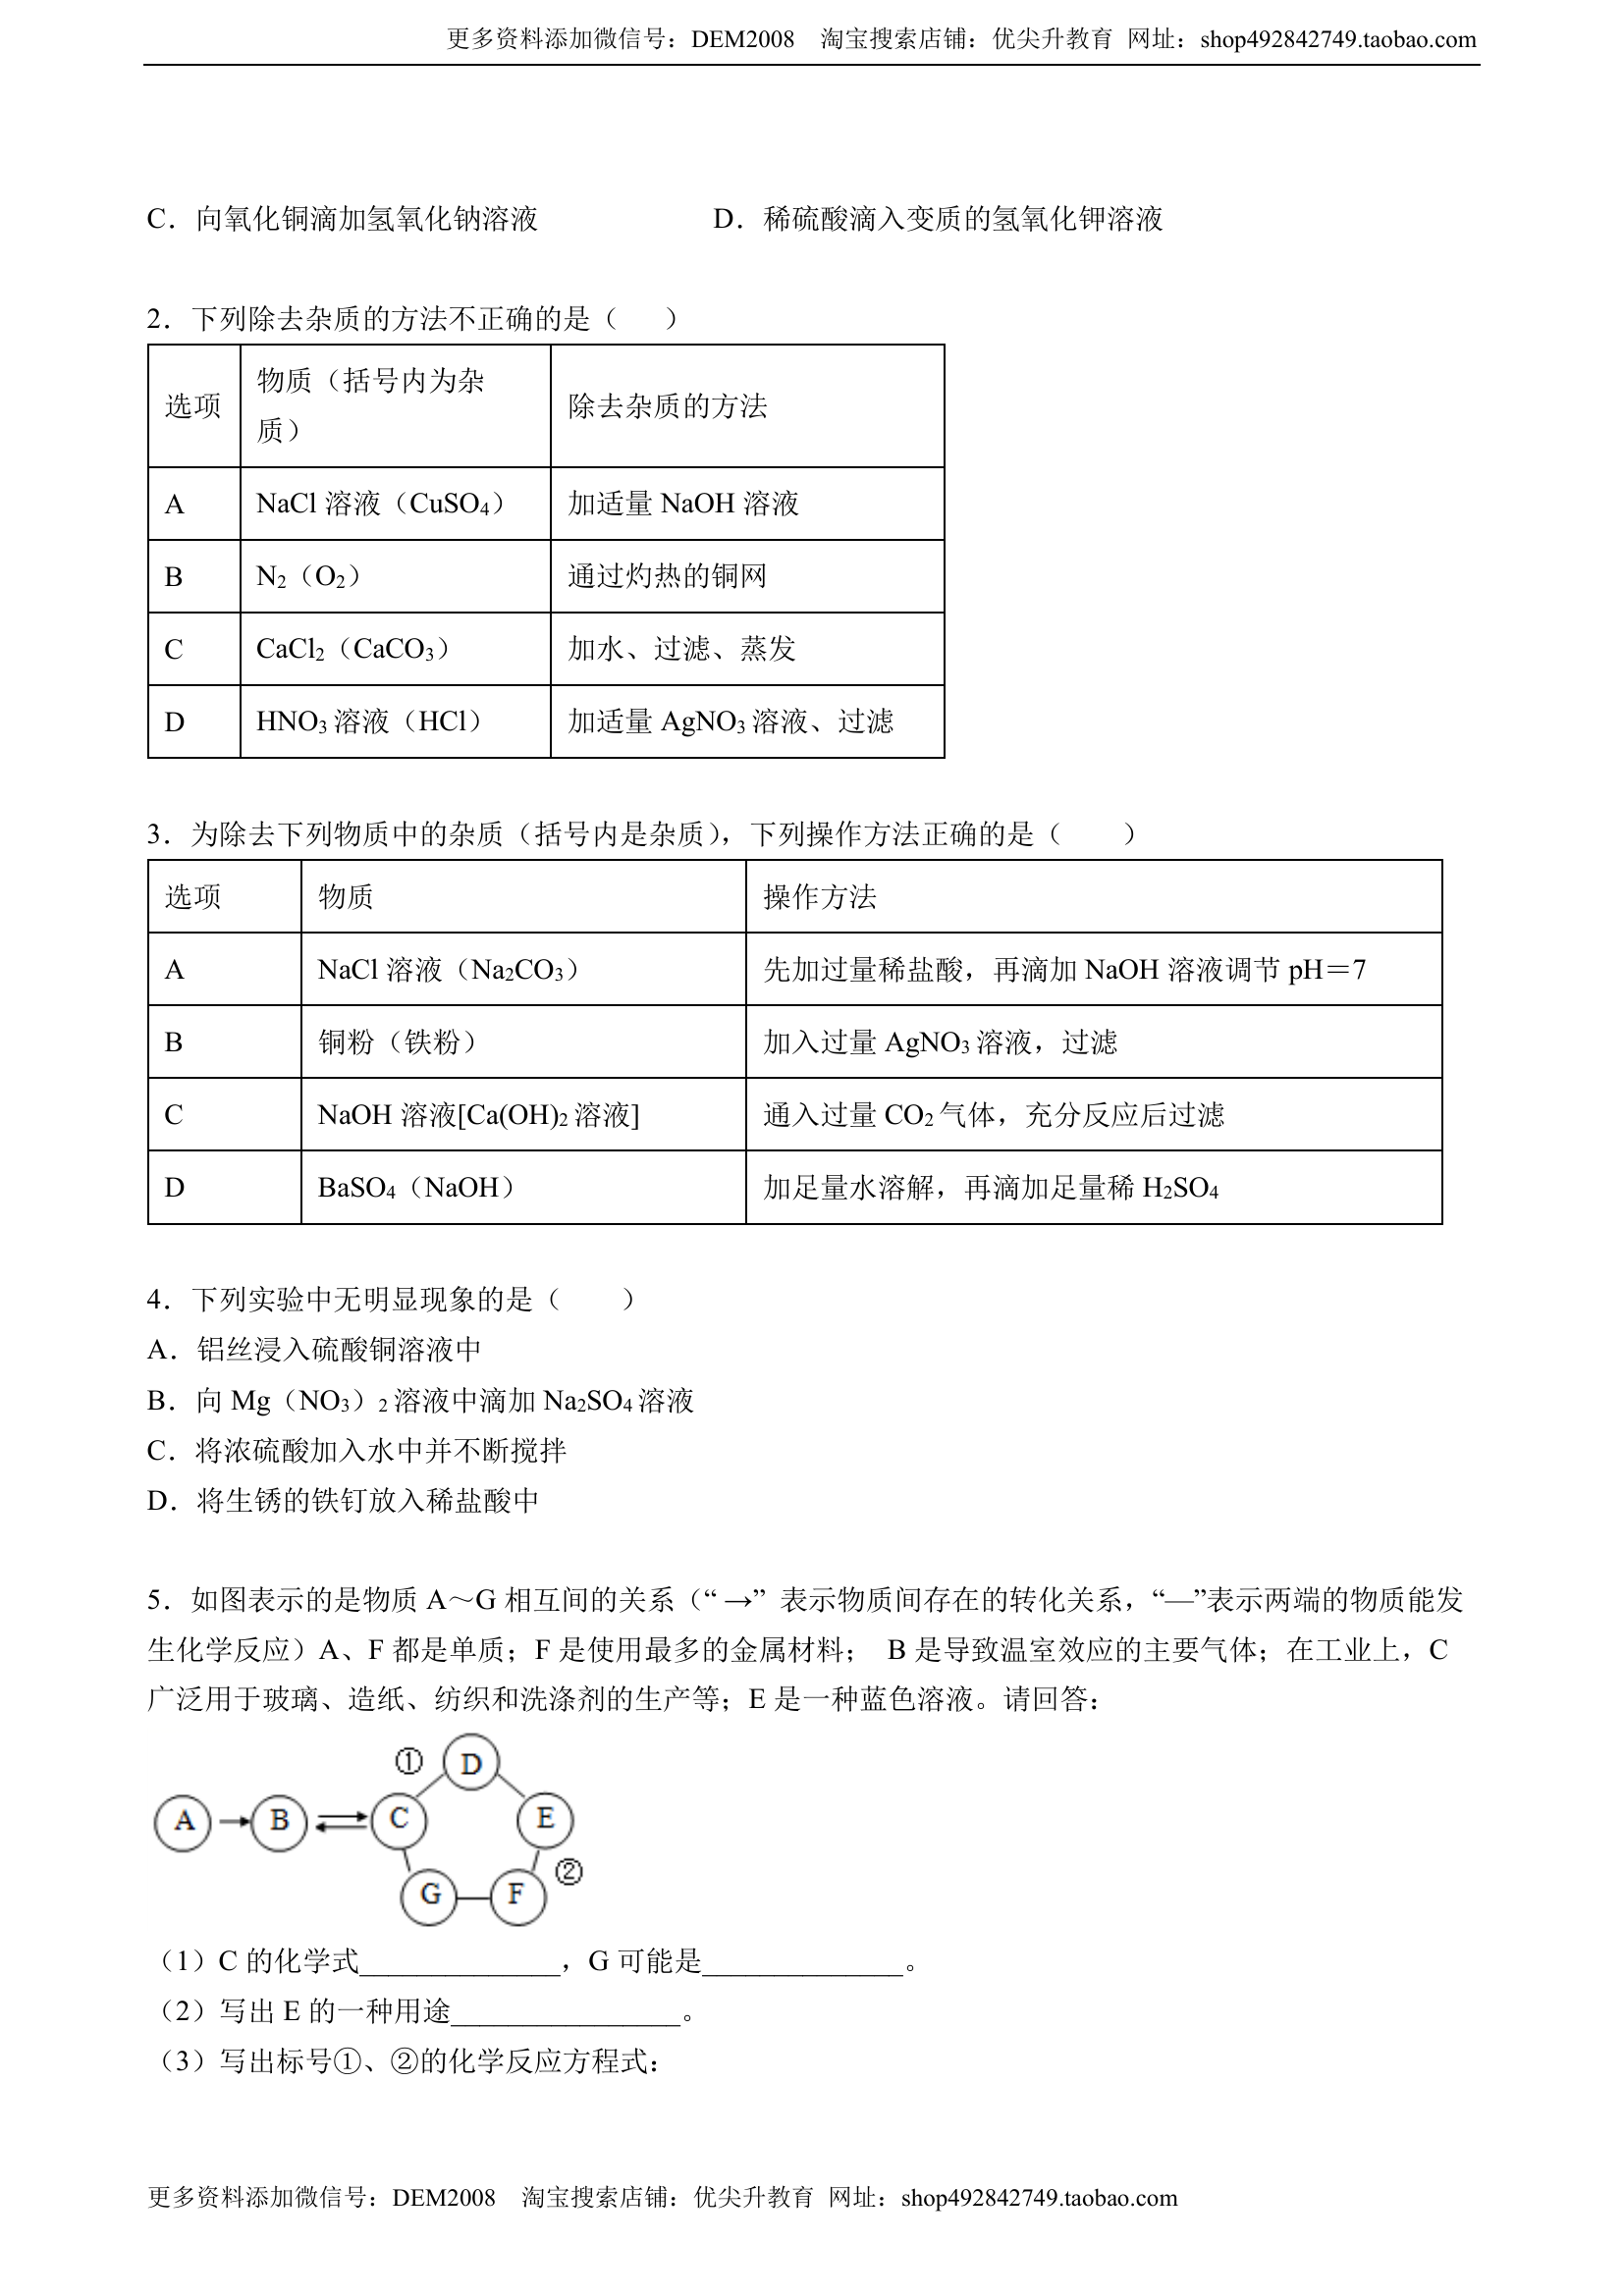 更多资料添加微信号：DEM2008 淘宝搜索店铺：优尖升教育 网址：shop492842749.taobao.com
C．向氧化铜滴加氢氧化钠溶液 D．稀硫酸滴入变质的氢氧化钾溶液
2．下列除去杂质的方法不正确的是（ ）
选项 物质（括号内为杂质） 除去杂质的方法
A NaCl 溶液（CuSO₄） 加适量 NaOH 溶液
B N₂（O₂） 通过灼热的铜网
C CaCl₂（CaCO₃） 加水、过滤、蒸发
D HNO₃ 溶液（HCl） 加适量 AgNO₃ 溶液、过滤
3．为除去下列物质中的杂质（括号内是杂质），下列操作方法正确的是（ ）
选项 物质 操作方法
A NaCl 溶液（Na₂CO₃） 先加过量稀盐酸，再滴加 NaOH 溶液调节 pH＝7
B 铜粉（铁粉） 加入过量 AgNO₃ 溶液，过滤
C NaOH 溶液[Ca(OH)₂ 溶液] 通入过量 CO₂ 气体，充分反应后过滤
D BaSO₄（NaOH） 加足量水溶解，再滴加足量稀 H₂SO₄
4．下列实验中无明显现象的是（ ）
A．铝丝浸入硫酸铜溶液中
B．向 Mg（NO₃）₂ 溶液中滴加 Na₂SO₄ 溶液
C．将浓硫酸加入水中并不断搅拌
D．将生锈的铁钉放入稀盐酸中
5．如图表示的是物质 A～G 相互间的关系（“ →” 表示物质间存在的转化关系，“—”表示两端的物质能发
生化学反应）A、F 都是单质；F 是使用最多的金属材料； B 是导致温室效应的主要气体；在工业上，C
广泛用于玻璃、造纸、纺织和洗涤剂的生产等；E 是一种蓝色溶液。请回答：
① D
A B C E
②
G F
（1）C 的化学式______________，G 可能是______________。
（2）写出 E 的一种用途________________。
（3）写出标号①、②的化学反应方程式：
更多资料添加微信号：DEM2008 淘宝搜索店铺：优尖升教育 网址：shop492842749.taobao.com